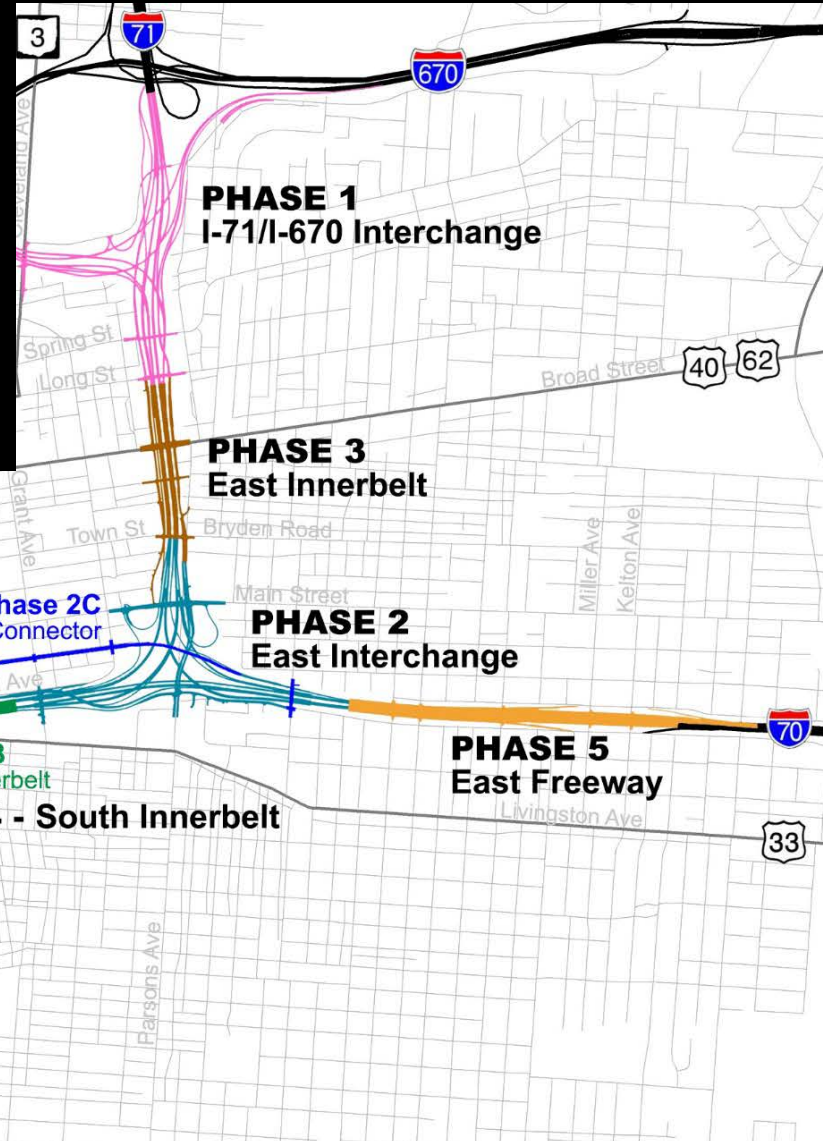 3
71
670
Cleveland Ave
PHASE 1
I-71/I-670 Interchange
Spring St
Long St
Broad Street
40
62
PHASE 3
East Innerbelt
Grant Ave
Town St
Bryden Road
Miller Ave
Kelton Ave
Main Street
hase 2C
Connector
PHASE 2
East Interchange
Ave
70
PHASE 5
East Freeway
erbelt
- South Innerbelt
Livingston Ave
33
Parsons Ave